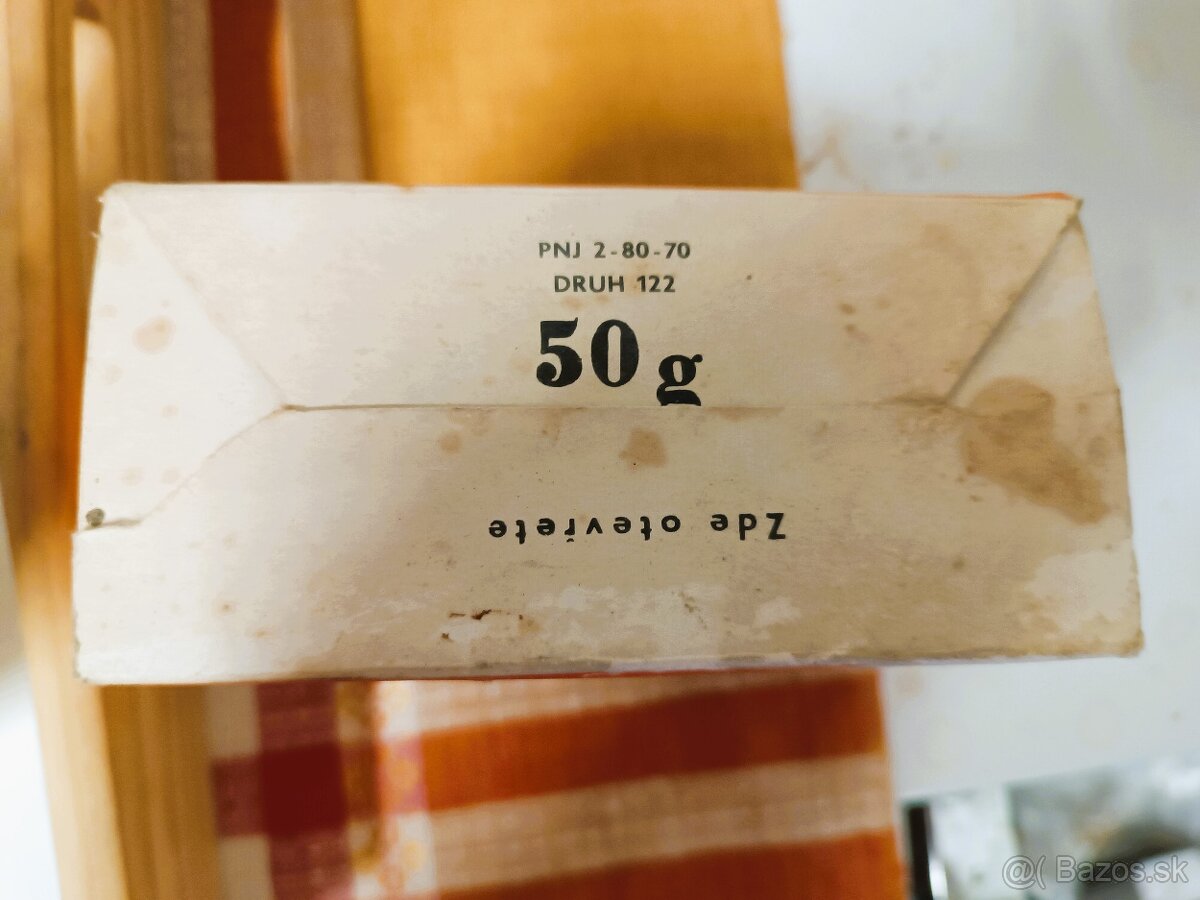 PNJ 2-80-70
DRUH 122
50 g
Zde otevřete
@( Bazos.sk